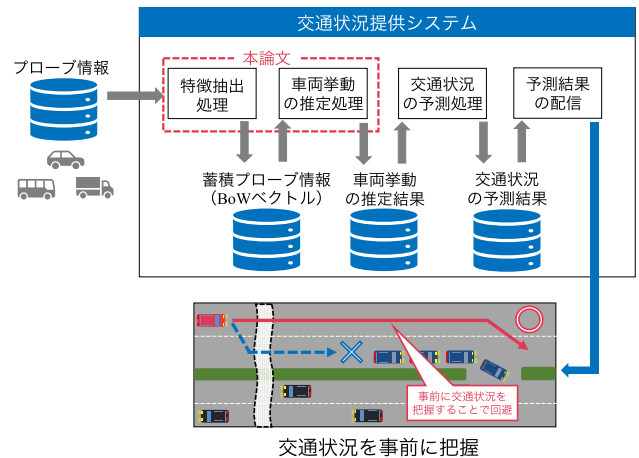 交通状況提供システム
プローブ情報
本論文
特徴抽出
処理
車両挙動
の推定処理
交通状況
の予測処理
予測結果
の配信
蓄積プローブ情報
（BoWベクトル）
車両挙動
の推定結果
交通状況
の予測結果
事前に交通状況を
把握することで回避
交通状況を事前に把握